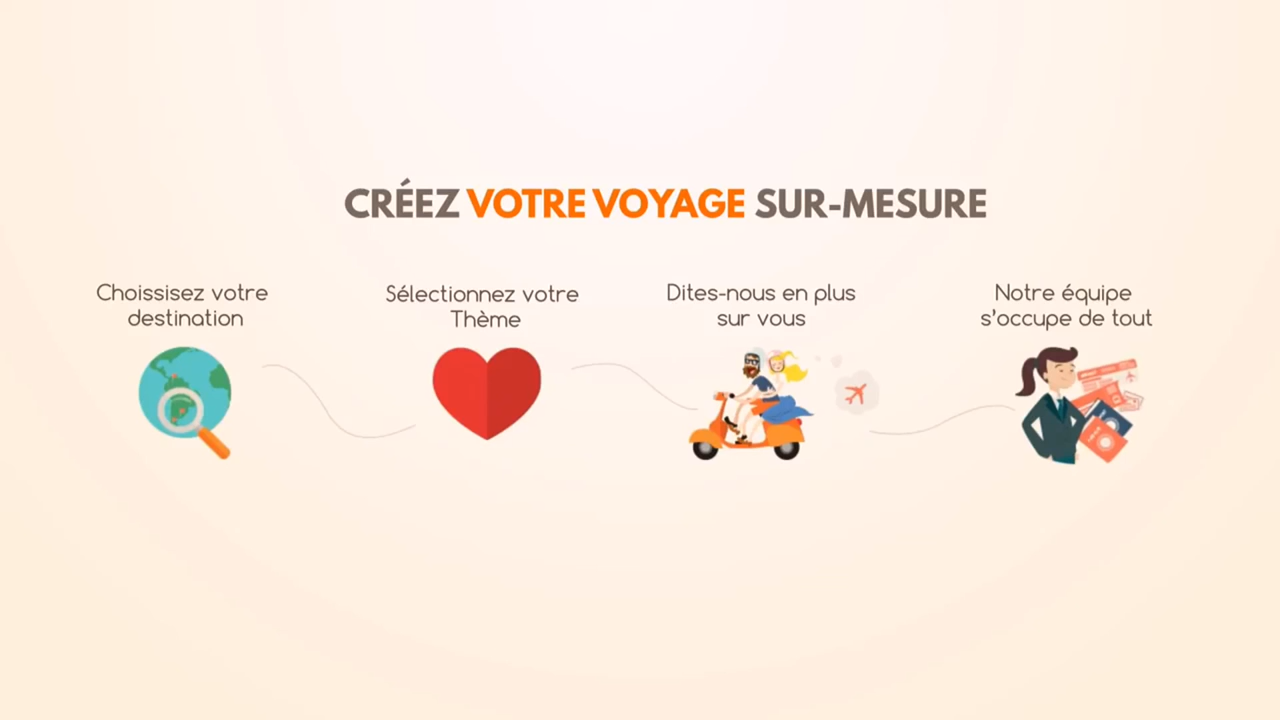 CRÉEZ VOTRE VOYAGE SUR-MESURE
Choissisez votre
destination
Sélectionnez votre
Thème
Dites-nous en plus
sur vous
Notre équipe
s'occupe de tout